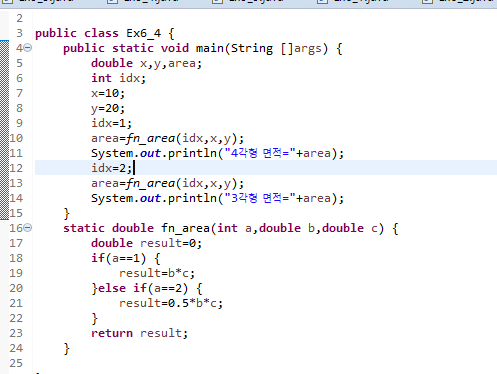 2
3 public class Ex6_4 {
4 public static void main(String []args) {
5 double x,y,area;
6 int idx;
7 x=10;
8 y=20;
9 idx=1;
10 area=fn_area(idx,x,y);
11 System.out.println("4각형 면적="+area);
12 idx=2;
13 area=fn_area(idx,x,y);
14 System.out.println("3각형 면적="+area);
15 }
16 static double fn_area(int a,double b,double c) {
17 double result=0;
18 if(a==1) {
19 result=b*c;
20 }else if(a==2) {
21 result=0.5*b*c;
22 }
23 return result;
24 }
25